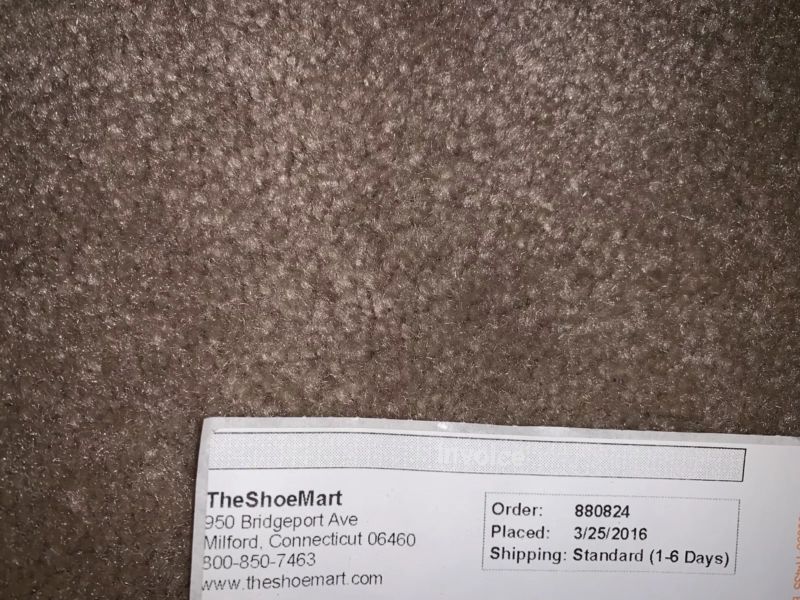 Invoice
TheShoeMart
950 Bridgeport Ave
Milford, Connecticut 06460
800-850-7463
www.theshoemart.com
Order: 880824
Placed: 3/25/2016
Shipping: Standard (1-6 Days)